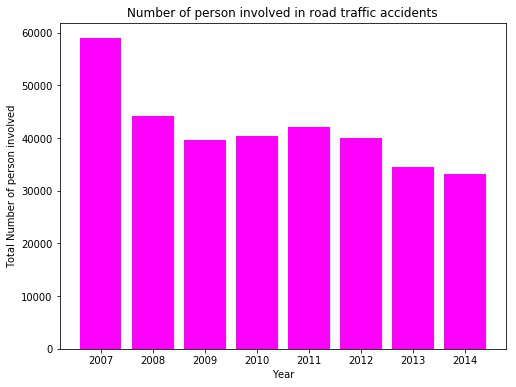 Number of person involved in road traffic accidents
Total Number of person involved
60000
50000
40000
30000
20000
10000
0
2007 2008 2009 2010 2011 2012 2013 2014
Year